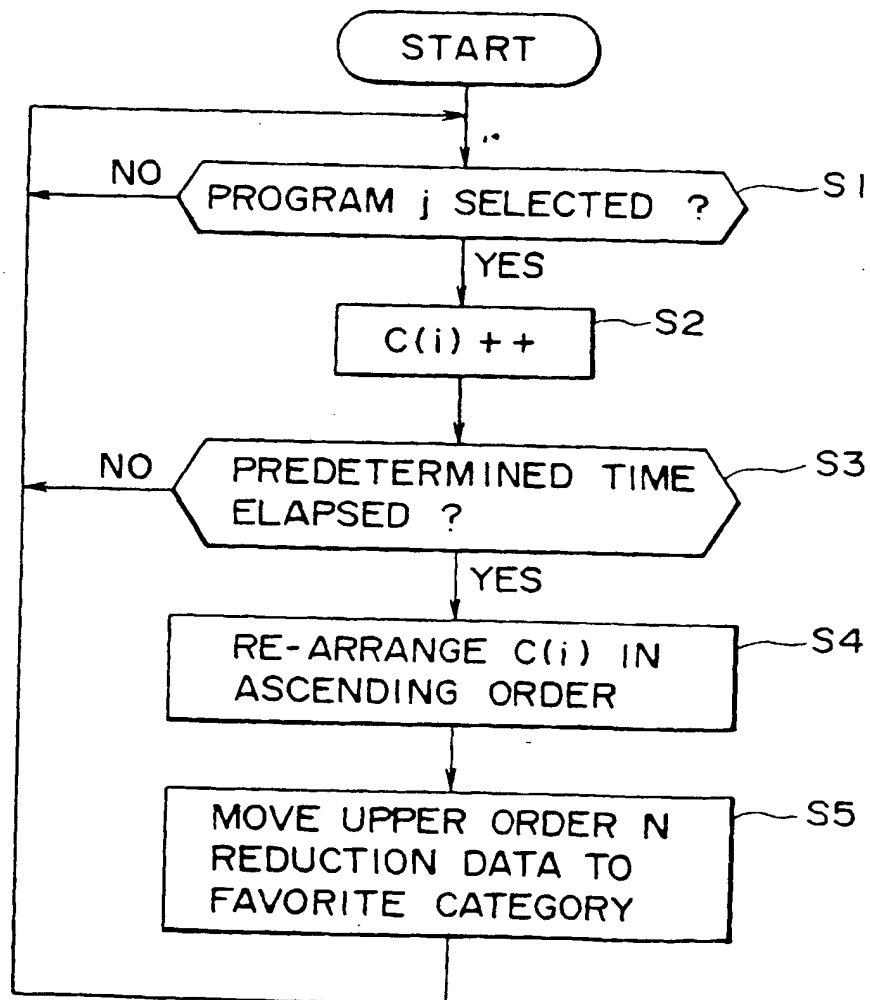 START
NO
PROGRAM j SELECTED ?
S1
YES
C(i) ++
S2
NO
PREDETERMINED TIME
ELAPSED ?
S3
YES
RE-ARRANGE C(i) IN
ASCENDING ORDER
S4
MOVE UPPER ORDER N
REDUCTION DATA TO
FAVORITE CATEGORY
S5